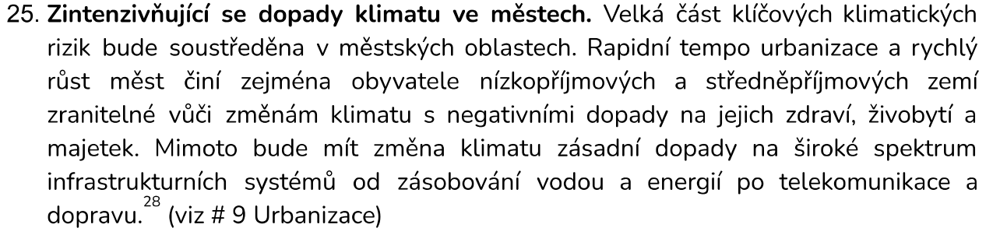 25. Zintenzivňující se dopady klimatu ve městech. Velká část klíčových klimatických
rizik bude soustředěna v městských oblastech. Rapidní tempo urbanizace a rychlý
růst měst činí zejména obyvatele nízkopříjmových a středněpříjmových zemí
zranitelné vůči změnám klimatu s negativními dopady na jejich zdraví, živobytí a
majetek. Mimoto bude mít změna klimatu zásadní dopady na široké spektrum
infrastrukturních systémů od zásobování vodou a energií po telekomunikace a
dopravu.28 (viz # 9 Urbanizace)